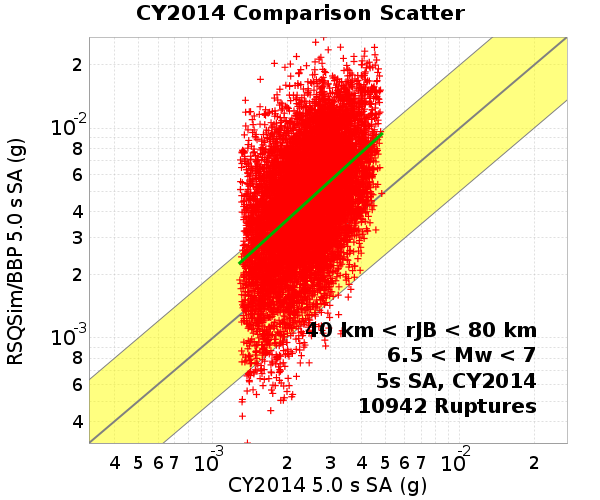 CY2014 Comparison Scatter
RSQSim/BBP 5.0 s SA (g)
2
10⁻²
8
6
4
3
2
10⁻³
8
6
4
40 km < rJB < 80 km
6.5 < Mw < 7
5s SA, CY2014
10942 Ruptures
4 5 6 7 10⁻³ 2 3 4 5 6 7 10⁻² 2
CY2014 5.0 s SA (g)